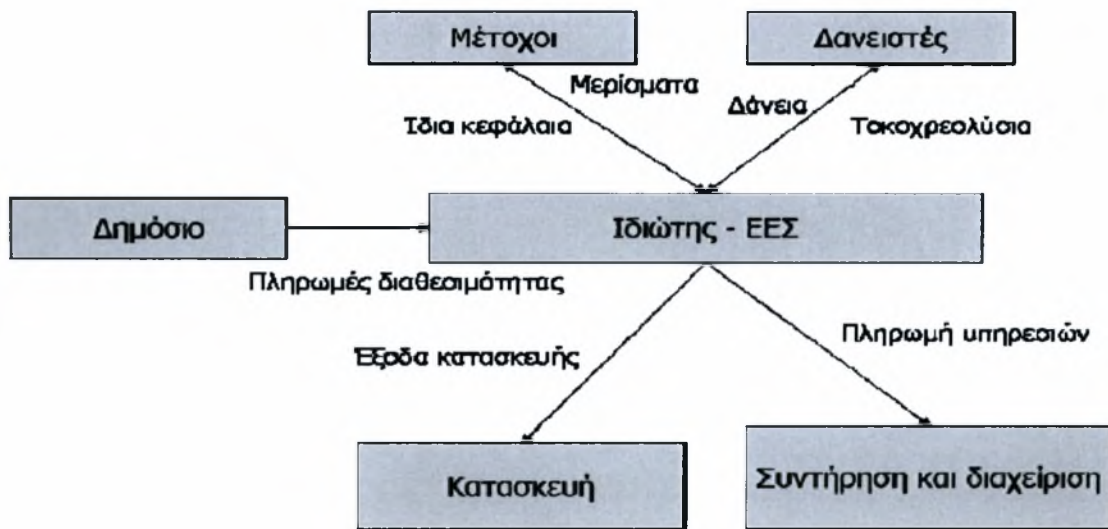 Μέτοχοι
Δανειστές
Μερίσματα
Δάνεια
Ίδια κεφάλαια
Τοκοχρεολύσια
Δημόσιο
Ιδιώτης - ΕΕΣ
Πληρωμές διαθεσιμότητας
Έξοδα κατασκευής
Πληρωμή υπηρεσιών
Κατασκευή
Συντήρηση και διαχείριση